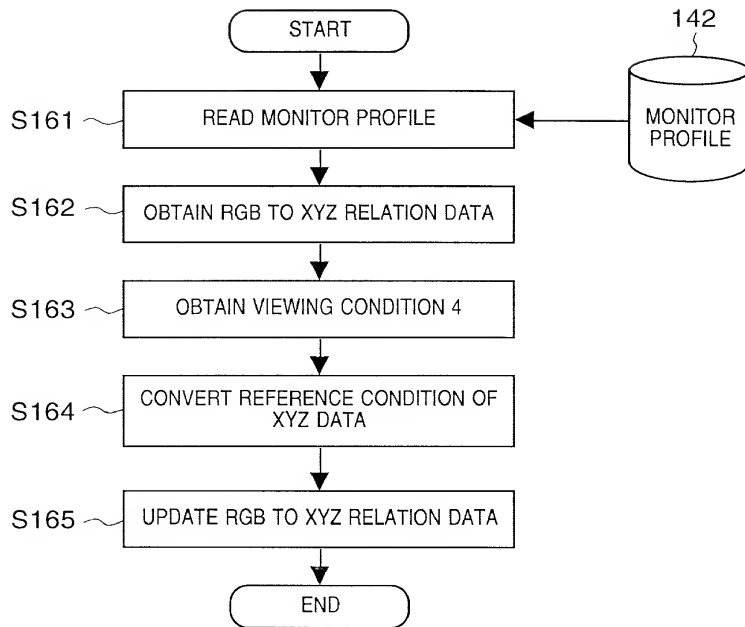 START
142
S161
READ MONITOR PROFILE
MONITOR
PROFILE
S162
OBTAIN RGB TO XYZ RELATION DATA
S163
OBTAIN VIEWING CONDITION 4
S164
CONVERT REFERENCE CONDITION OF
XYZ DATA
S165
UPDATE RGB TO XYZ RELATION DATA
END